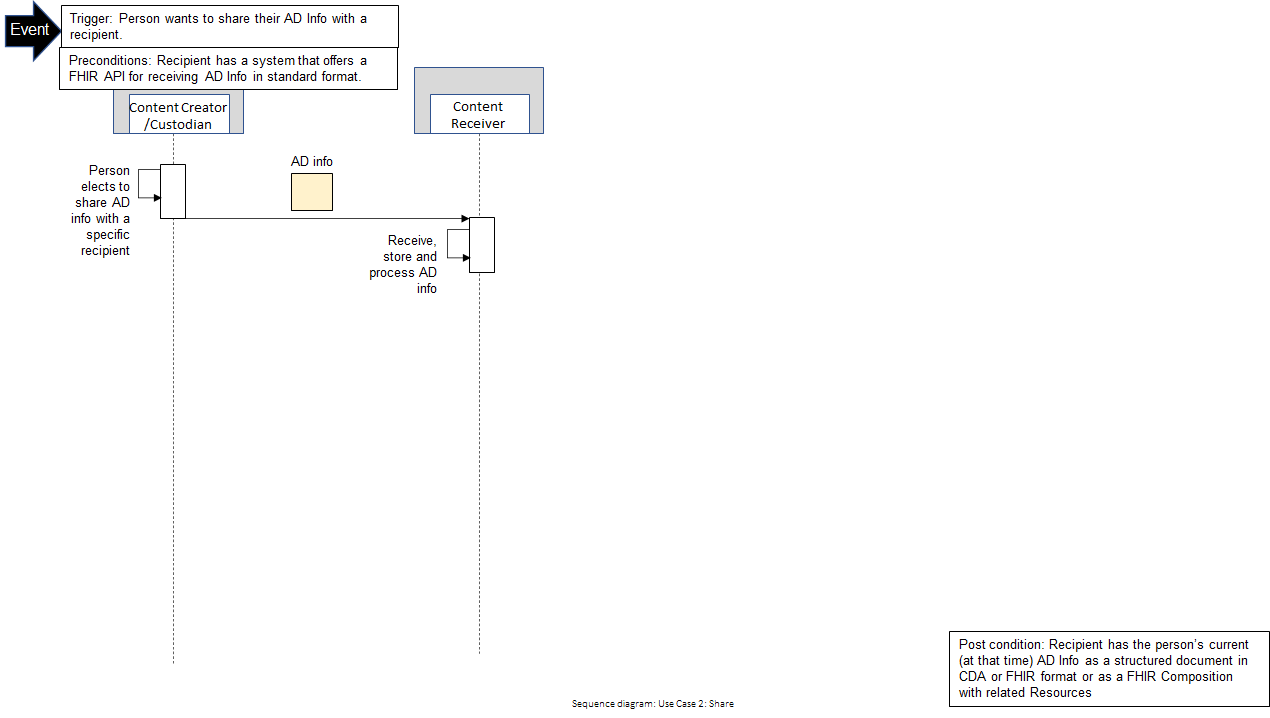 Event
Trigger: Person wants to share their AD Info with a
recipient.
Preconditions: Recipient has a system that offers a
FHIR API for receiving AD Info in standard format.
Content Creator
/Custodian
Content
Receiver
Person
elects to
share AD
info with a
specific
recipient
AD info
Receive,
store and
process AD
info
Post condition: Recipient has the person's current
(at that time) AD Info as a structured document in
CDA or FHIR format or as a FHIR Composition
with related Resources
Sequence diagram: Use Case 2: Share